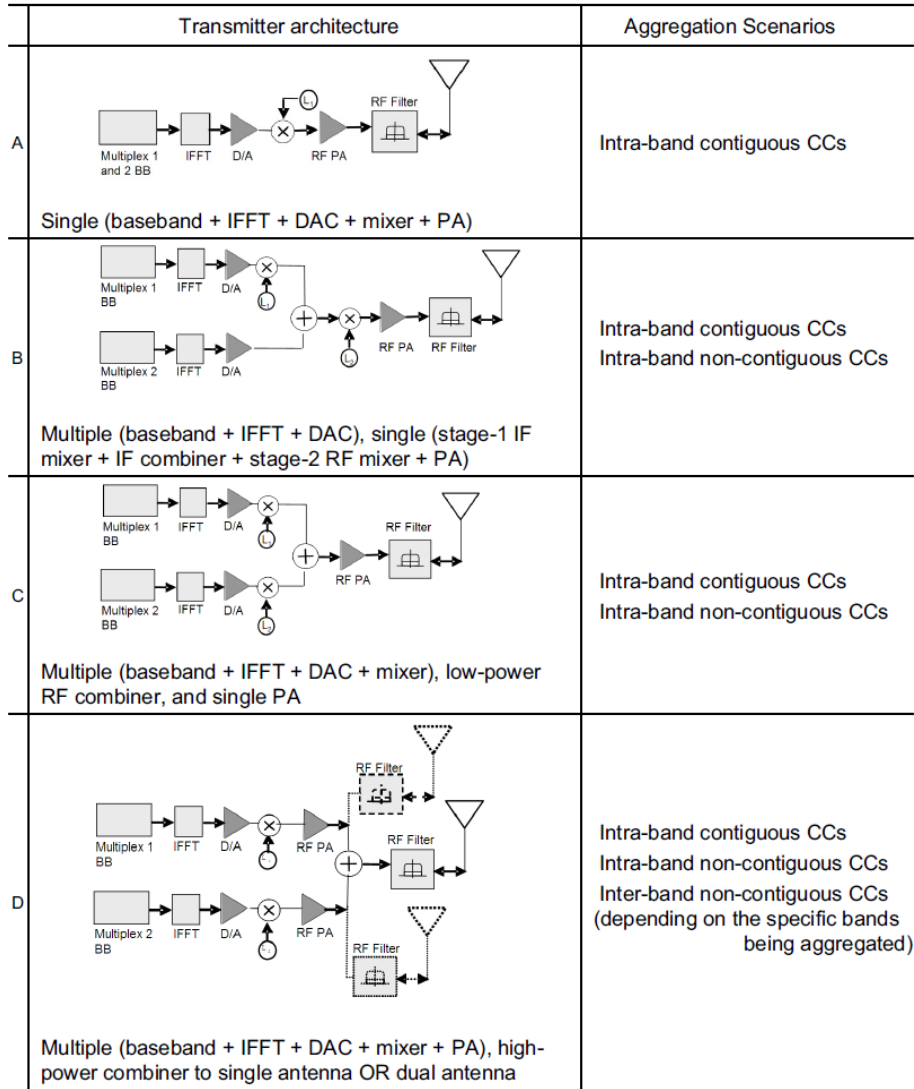 Transmitter architecture
Aggregation Scenarios
A
L1
RF Filter
Multiplex 1
and 2 BB
IFFT
D/A
RF PA
Single (baseband + IFFT + DAC + mixer + PA)
Intra-band contiguous CCs
B
Multiplex 1
BB
IFFT
D/A
L1
Multiplex 2
BB
IFFT
D/A
L2
RF PA
RF Filter
Multiple (baseband + IFFT + DAC), single (stage-1 IF
mixer + IF combiner + stage-2 RF mixer + PA)
Intra-band contiguous CCs
Intra-band non-contiguous CCs
C
Multiplex 1
BB
IFFT
D/A
L1
RF Filter
RF PA
Multiplex 2
BB
IFFT
D/A
L2
Multiple (baseband + IFFT + DAC + mixer), low-power
RF combiner, and single PA
Intra-band contiguous CCs
Intra-band non-contiguous CCs
D
RF Filter
Multiplex 1
BB
IFFT
D/A
L1
RF PA
RF Filter
Multiplex 2
BB
IFFT
D/A
L1
RF PA
RF Filter
Multiple (baseband + IFFT + DAC + mixer + PA), high-
power combiner to single antenna OR dual antenna
Intra-band contiguous CCs
Intra-band non-contiguous CCs
Inter-band non-contiguous CCs
(depending on the specific bands
being aggregated)